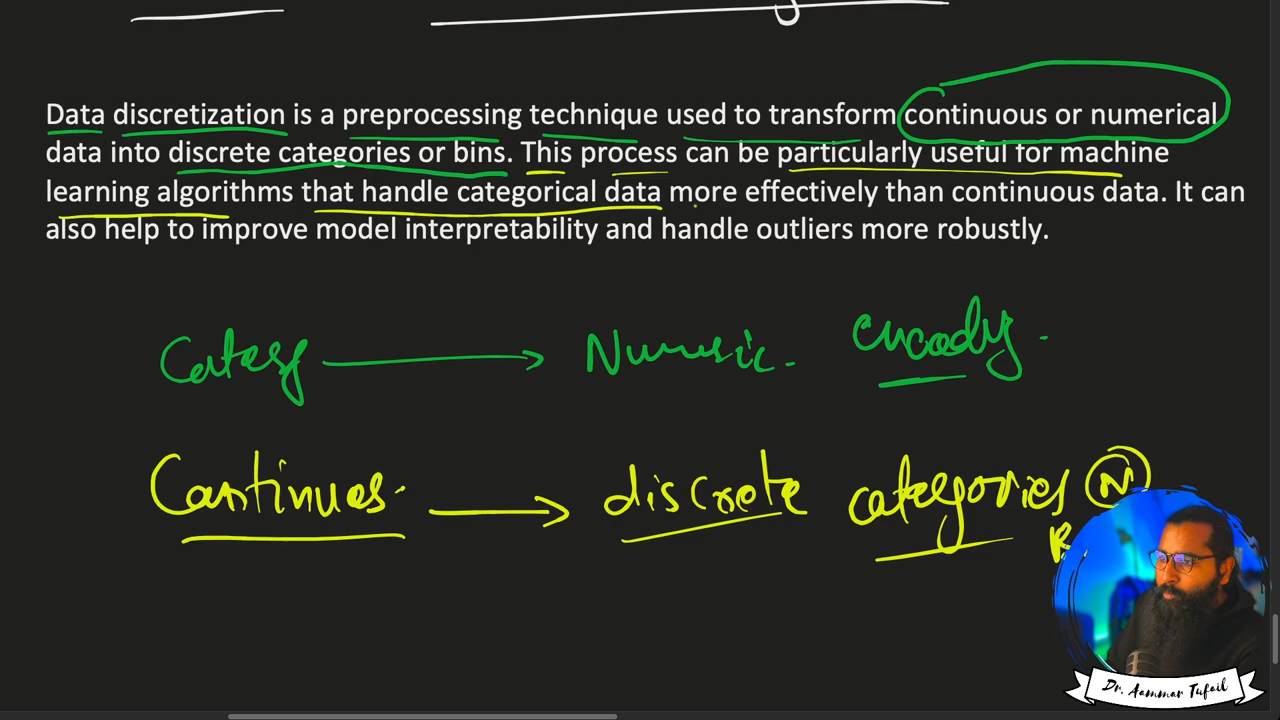 Data discretization is a preprocessing technique used to transform continuous or numerical
data into discrete categories or bins. This process can be particularly useful for machine
learning algorithms that handle categorical data more effectively than continuous data. It can
also help to improve model interpretability and handle outliers more robustly.
Numeric.
Continues. → discrete categories N
Dr. Aammar Tufail